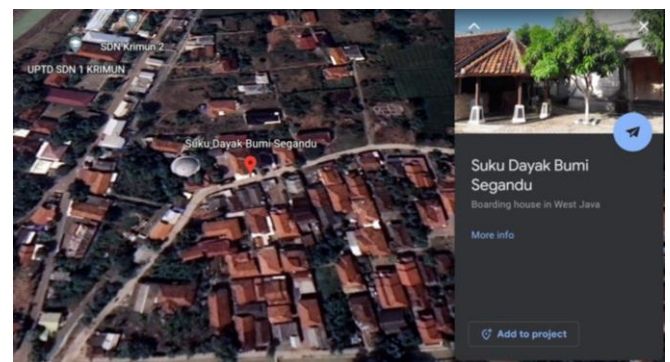 SDN Krimun 2
UPTD SDN 1 KRIMUN
Suku Dayak Bumi Segandu
Suku Dayak Bumi
Segandu
Boarding house in West Java
More info
Add to project